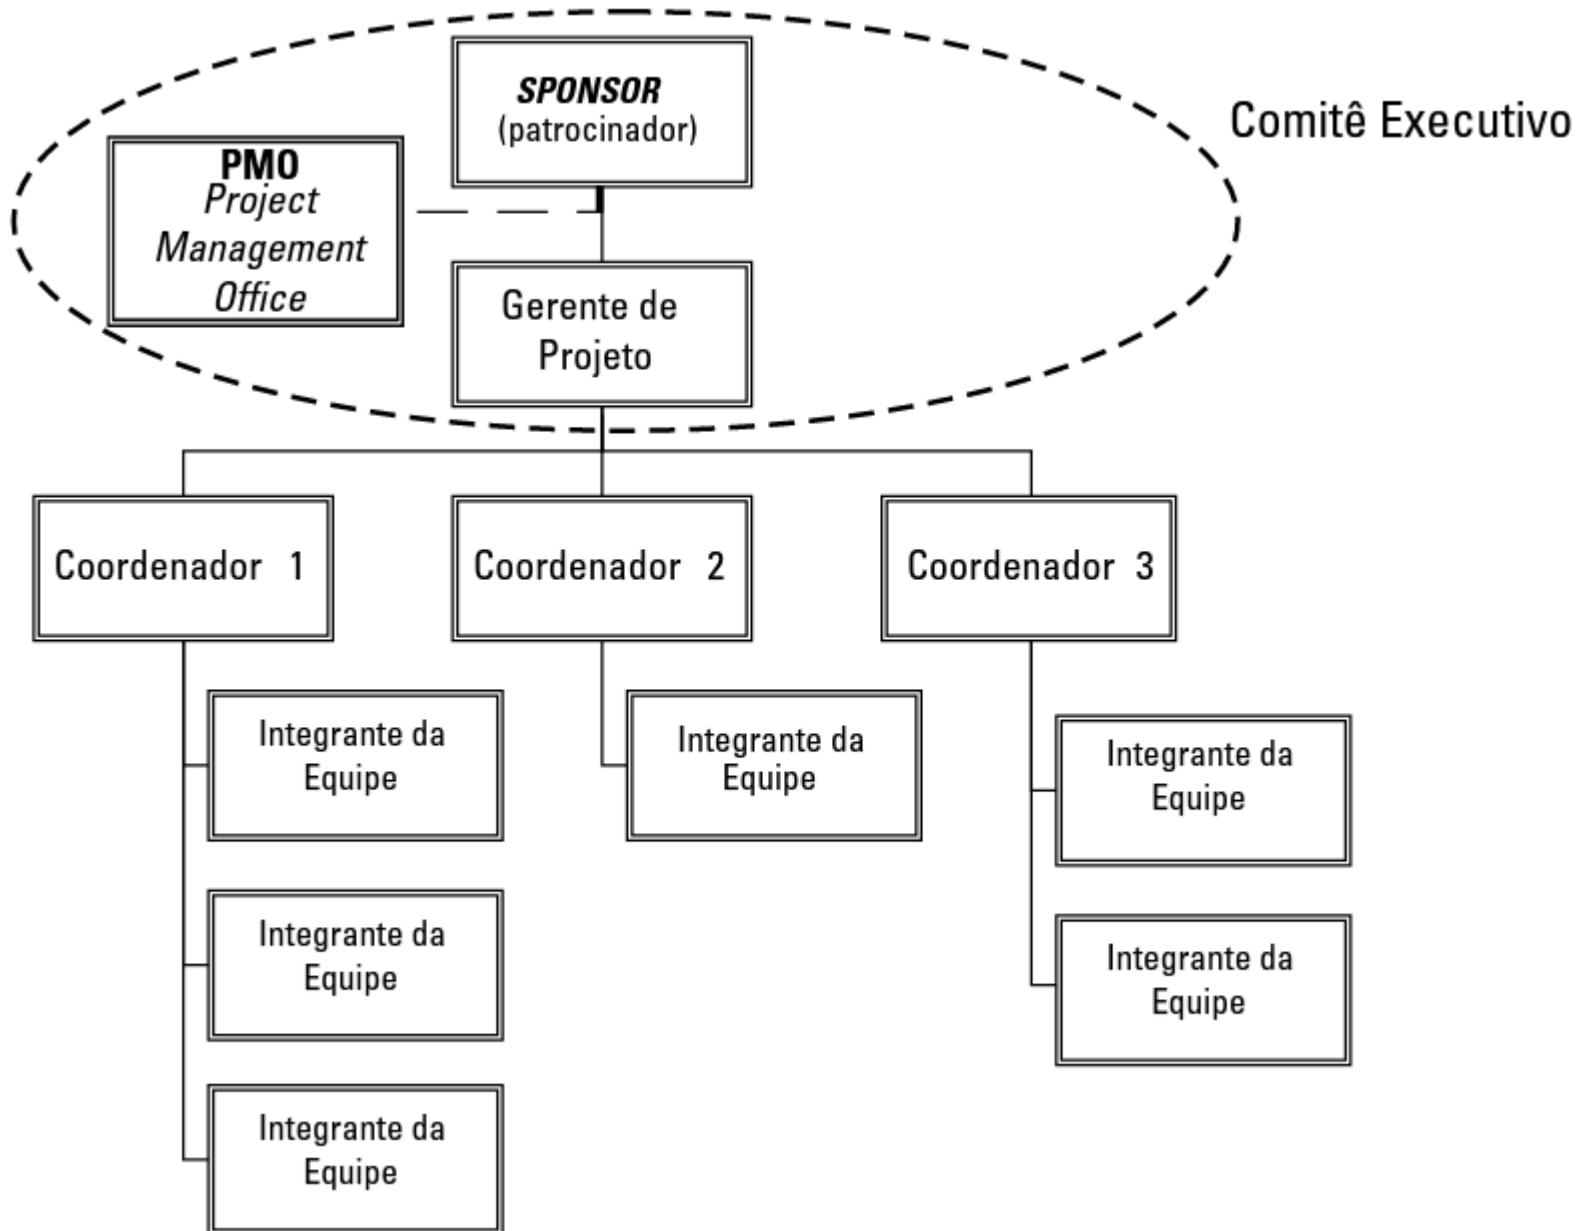 SPONSOR
(patrocinador)
Comitê Executivo
PMO
Project
Management
Office
Gerente de
Projeto
Coordenador 1
Coordenador 2
Coordenador 3
Integrante da
Equipe
Integrante da
Equipe
Integrante da
Equipe
Integrante da
Equipe
Integrante da
Equipe
Integrante da
Equipe